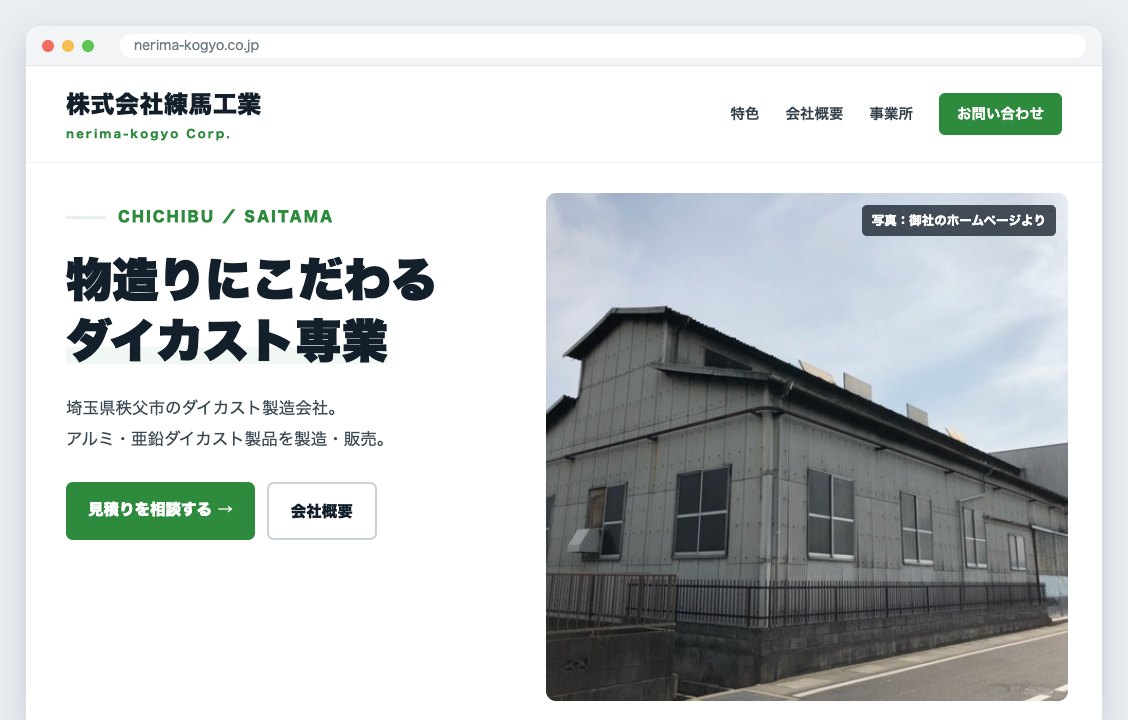 nerima-kogyo.co.jp
株式会社練馬工業
nerima-kogyo Corp.
特色
会社概要
事業所
お問い合わせ
CHICHIBU ／ SAITAMA
物造りにこだわる
ダイカスト専業
埼玉県秩父市のダイカスト製造会社。
アルミ・亜鉛ダイカスト製品を製造・販売。
見積りを相談する →
会社概要
写真：御社のホームページより